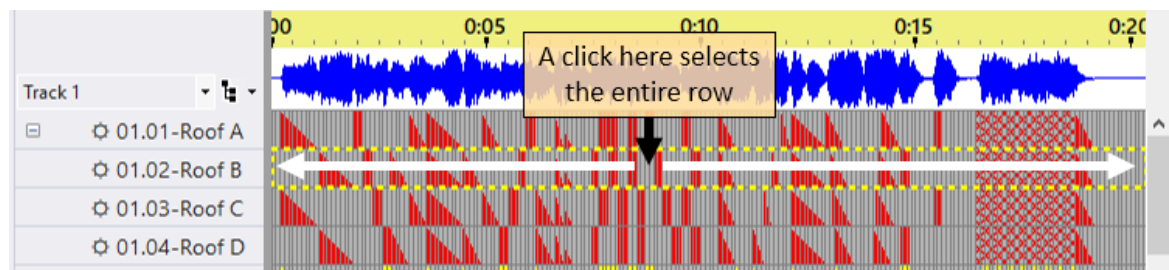 00 0:05 0:10 0:15 0:20
A click here selects
the entire row
Track 1
01.01-Roof A
01.02-Roof B
01.03-Roof C
01.04-Roof D